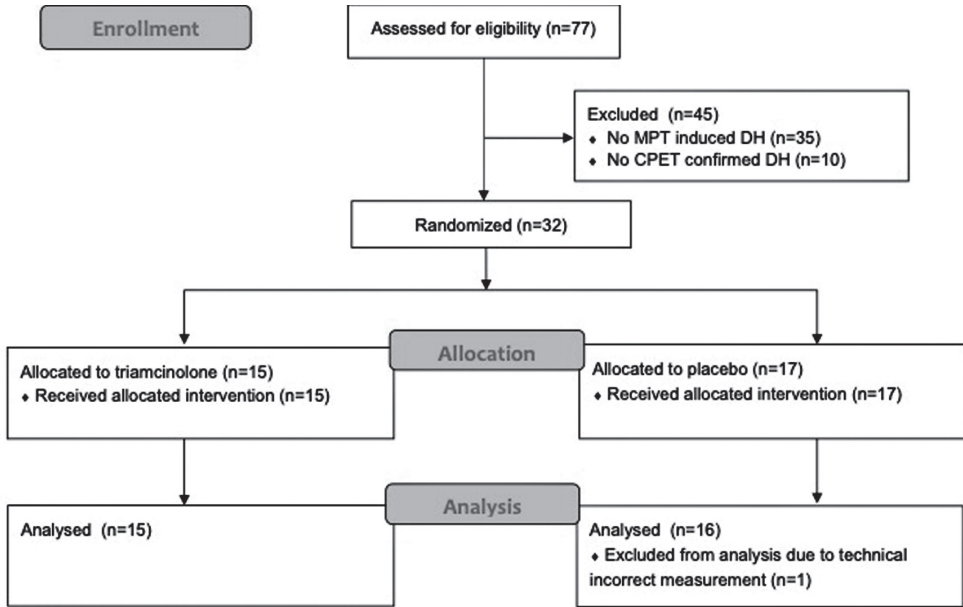 Enrollment
Assessed for eligibility (n=77)
Excluded (n=45)
♦ No MPT induced DH (n=35)
♦ No CPET confirmed DH (n=10)
Randomized (n=32)
Allocation
Allocated to triamcinolone (n=15)
♦ Received allocated intervention (n=15)
Allocated to placebo (n=17)
♦ Received allocated intervention (n=17)
Analysis
Analysed (n=15)
Analysed (n=16)
♦ Excluded from analysis due to technical
incorrect measurement (n=1)